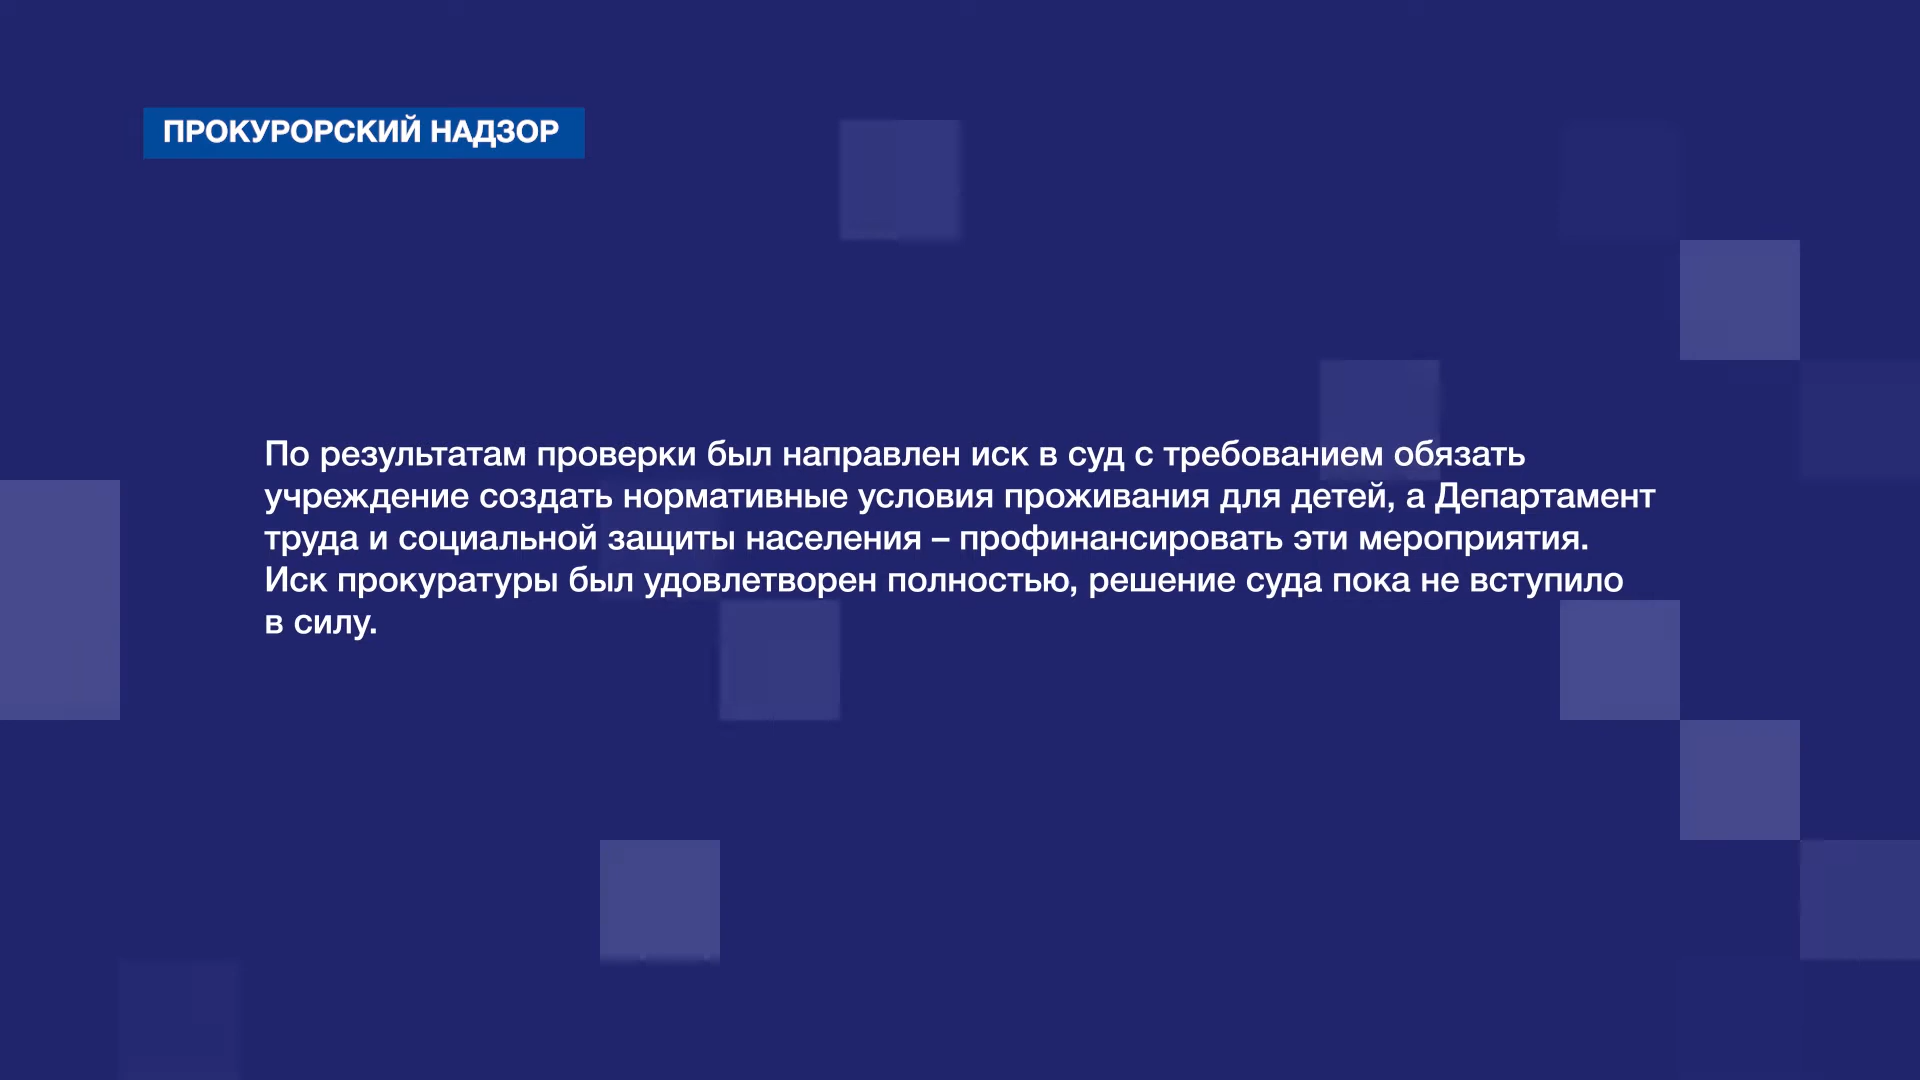 ПРОКУРОРСКИЙ НАДЗОР
По результатам проверки был направлен иск в суд с требованием обязать
учреждение создать нормативные условия проживания для детей, а Департамент
труда и социальной защиты населения – профинансировать эти мероприятия.
Иск прокуратуры был удовлетворен полностью, решение суда пока не вступило
в силу.